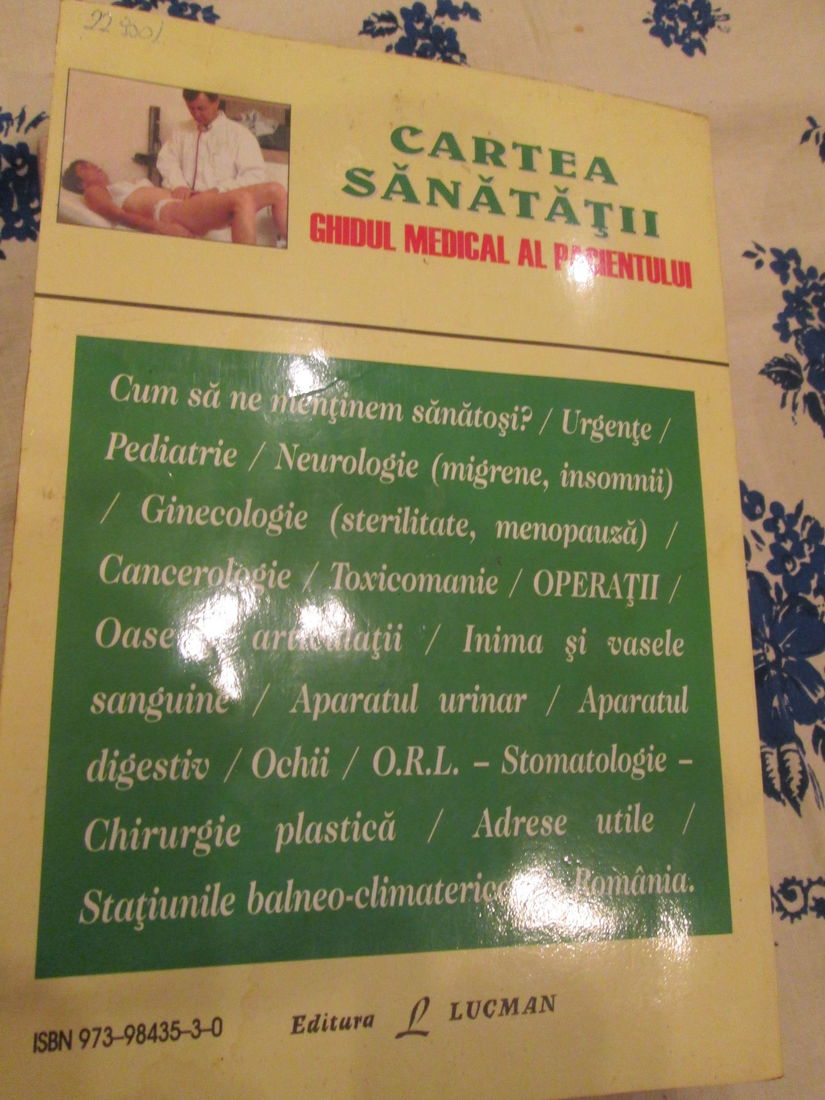 CARTEA
SĂNĂTĂŢII
GHIDUL MEDICAL AL PACIENTULUI
Cum să ne menţinem sănătoşi? / Urgenţe /
Pediatrie / Neurologie (migrene, insomnii)
/ Ginecologie (sterilitate, menopauză) /
Cancerologie / Toxicomanie / OPERAŢII /
Oase articulaţii / Inima şi vasele
sanguine / Aparatul urinar / Aparatul
digestiv / Ochii / O.R.L. – Stomatologie –
Chirurgie plastică / Adrese utile /
Staţiunile balneo-climaterice România.
ISBN 973–98435–3–0
Editura L LUCMAN